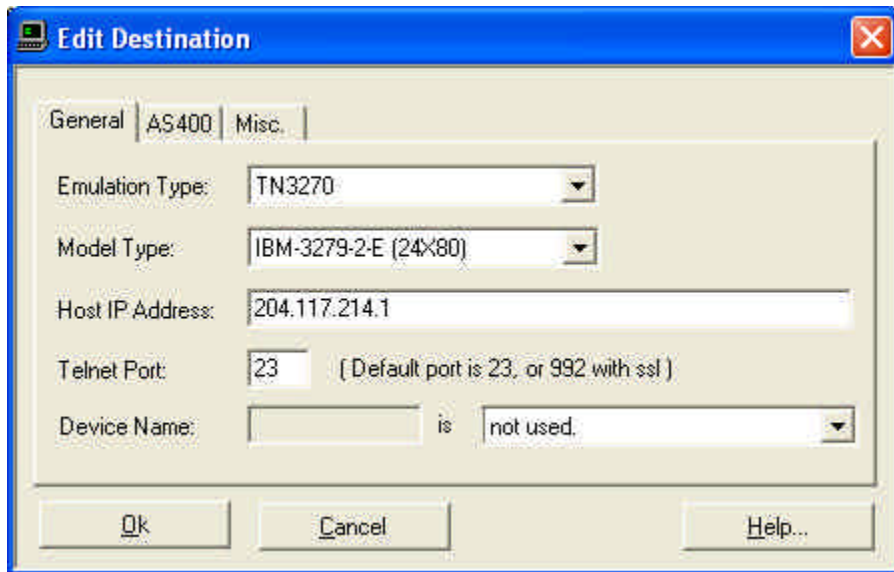 Edit Destination
General AS400 Misc.
Emulation Type: TN3270
Model Type: IBM-3279-2-E (24X80)
Host IP Address: 204.117.214.1
Telnet Port: 23 ( Default port is 23, or 992 with ssl )
Device Name: is not used.
Ok Cancel Help...